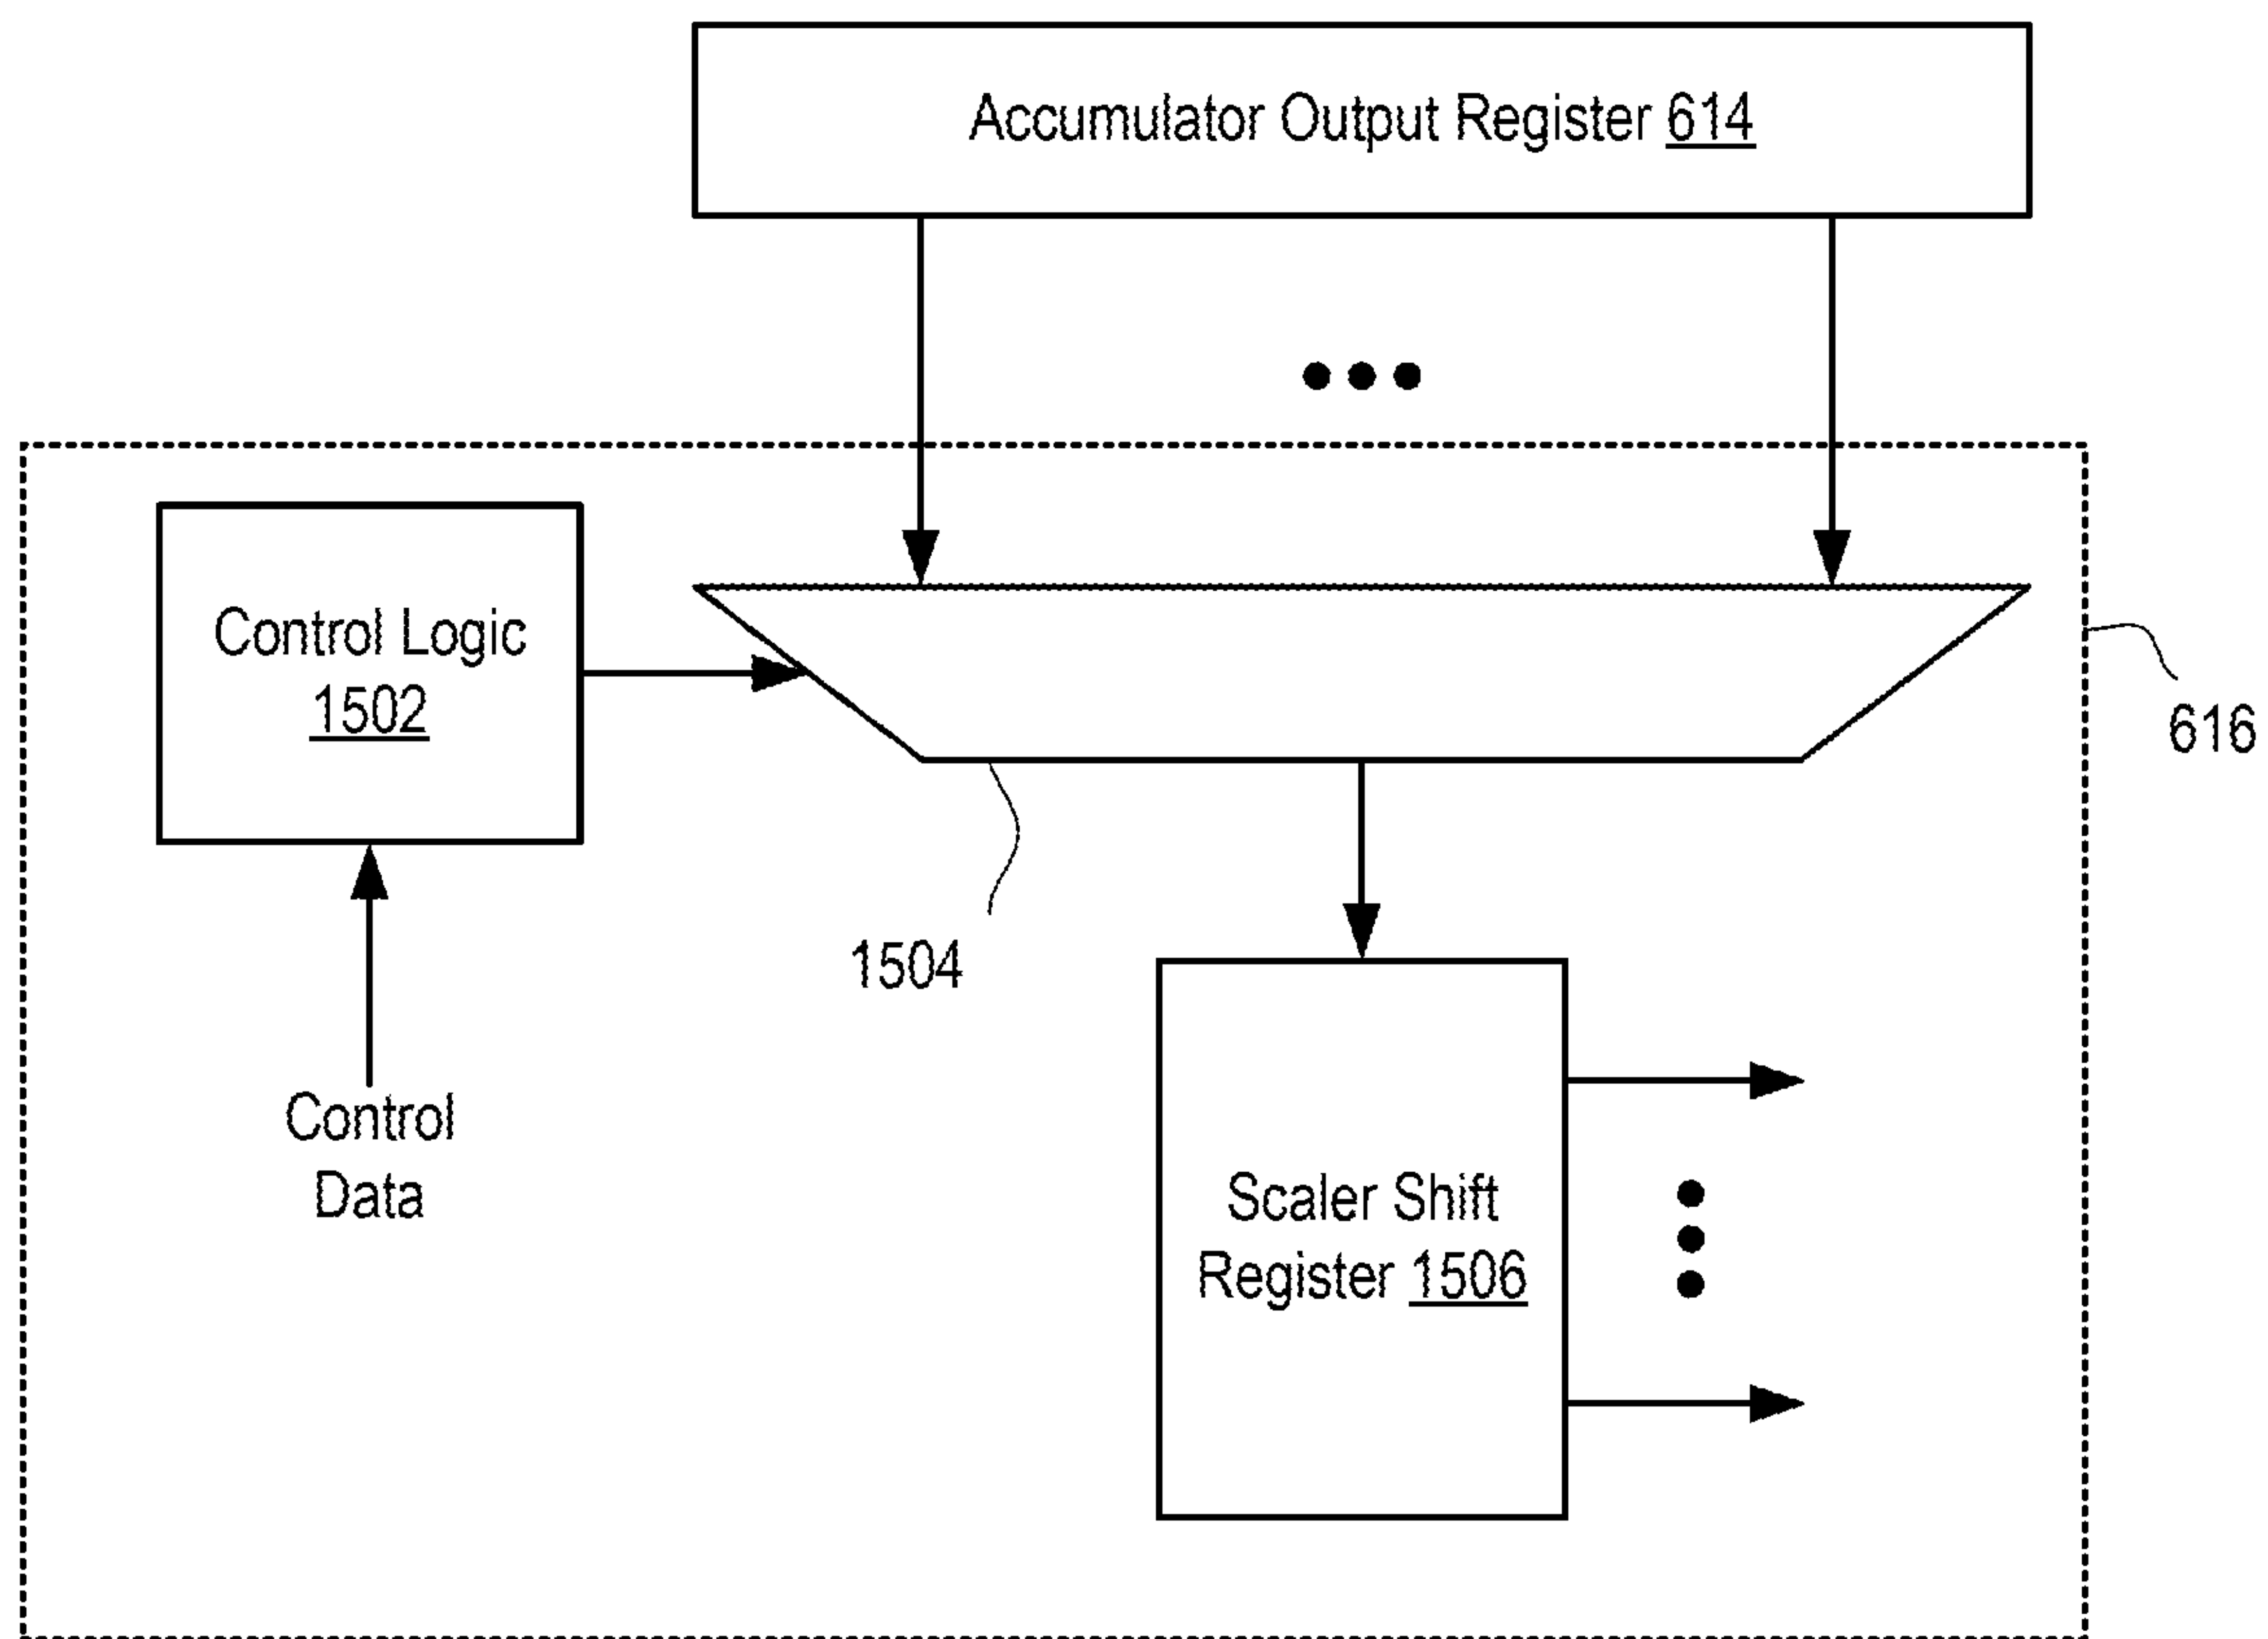 Accumulator Output Register 614
Control Logic
1502
616
1504
Control
Data
Scaler Shift
Register 1506